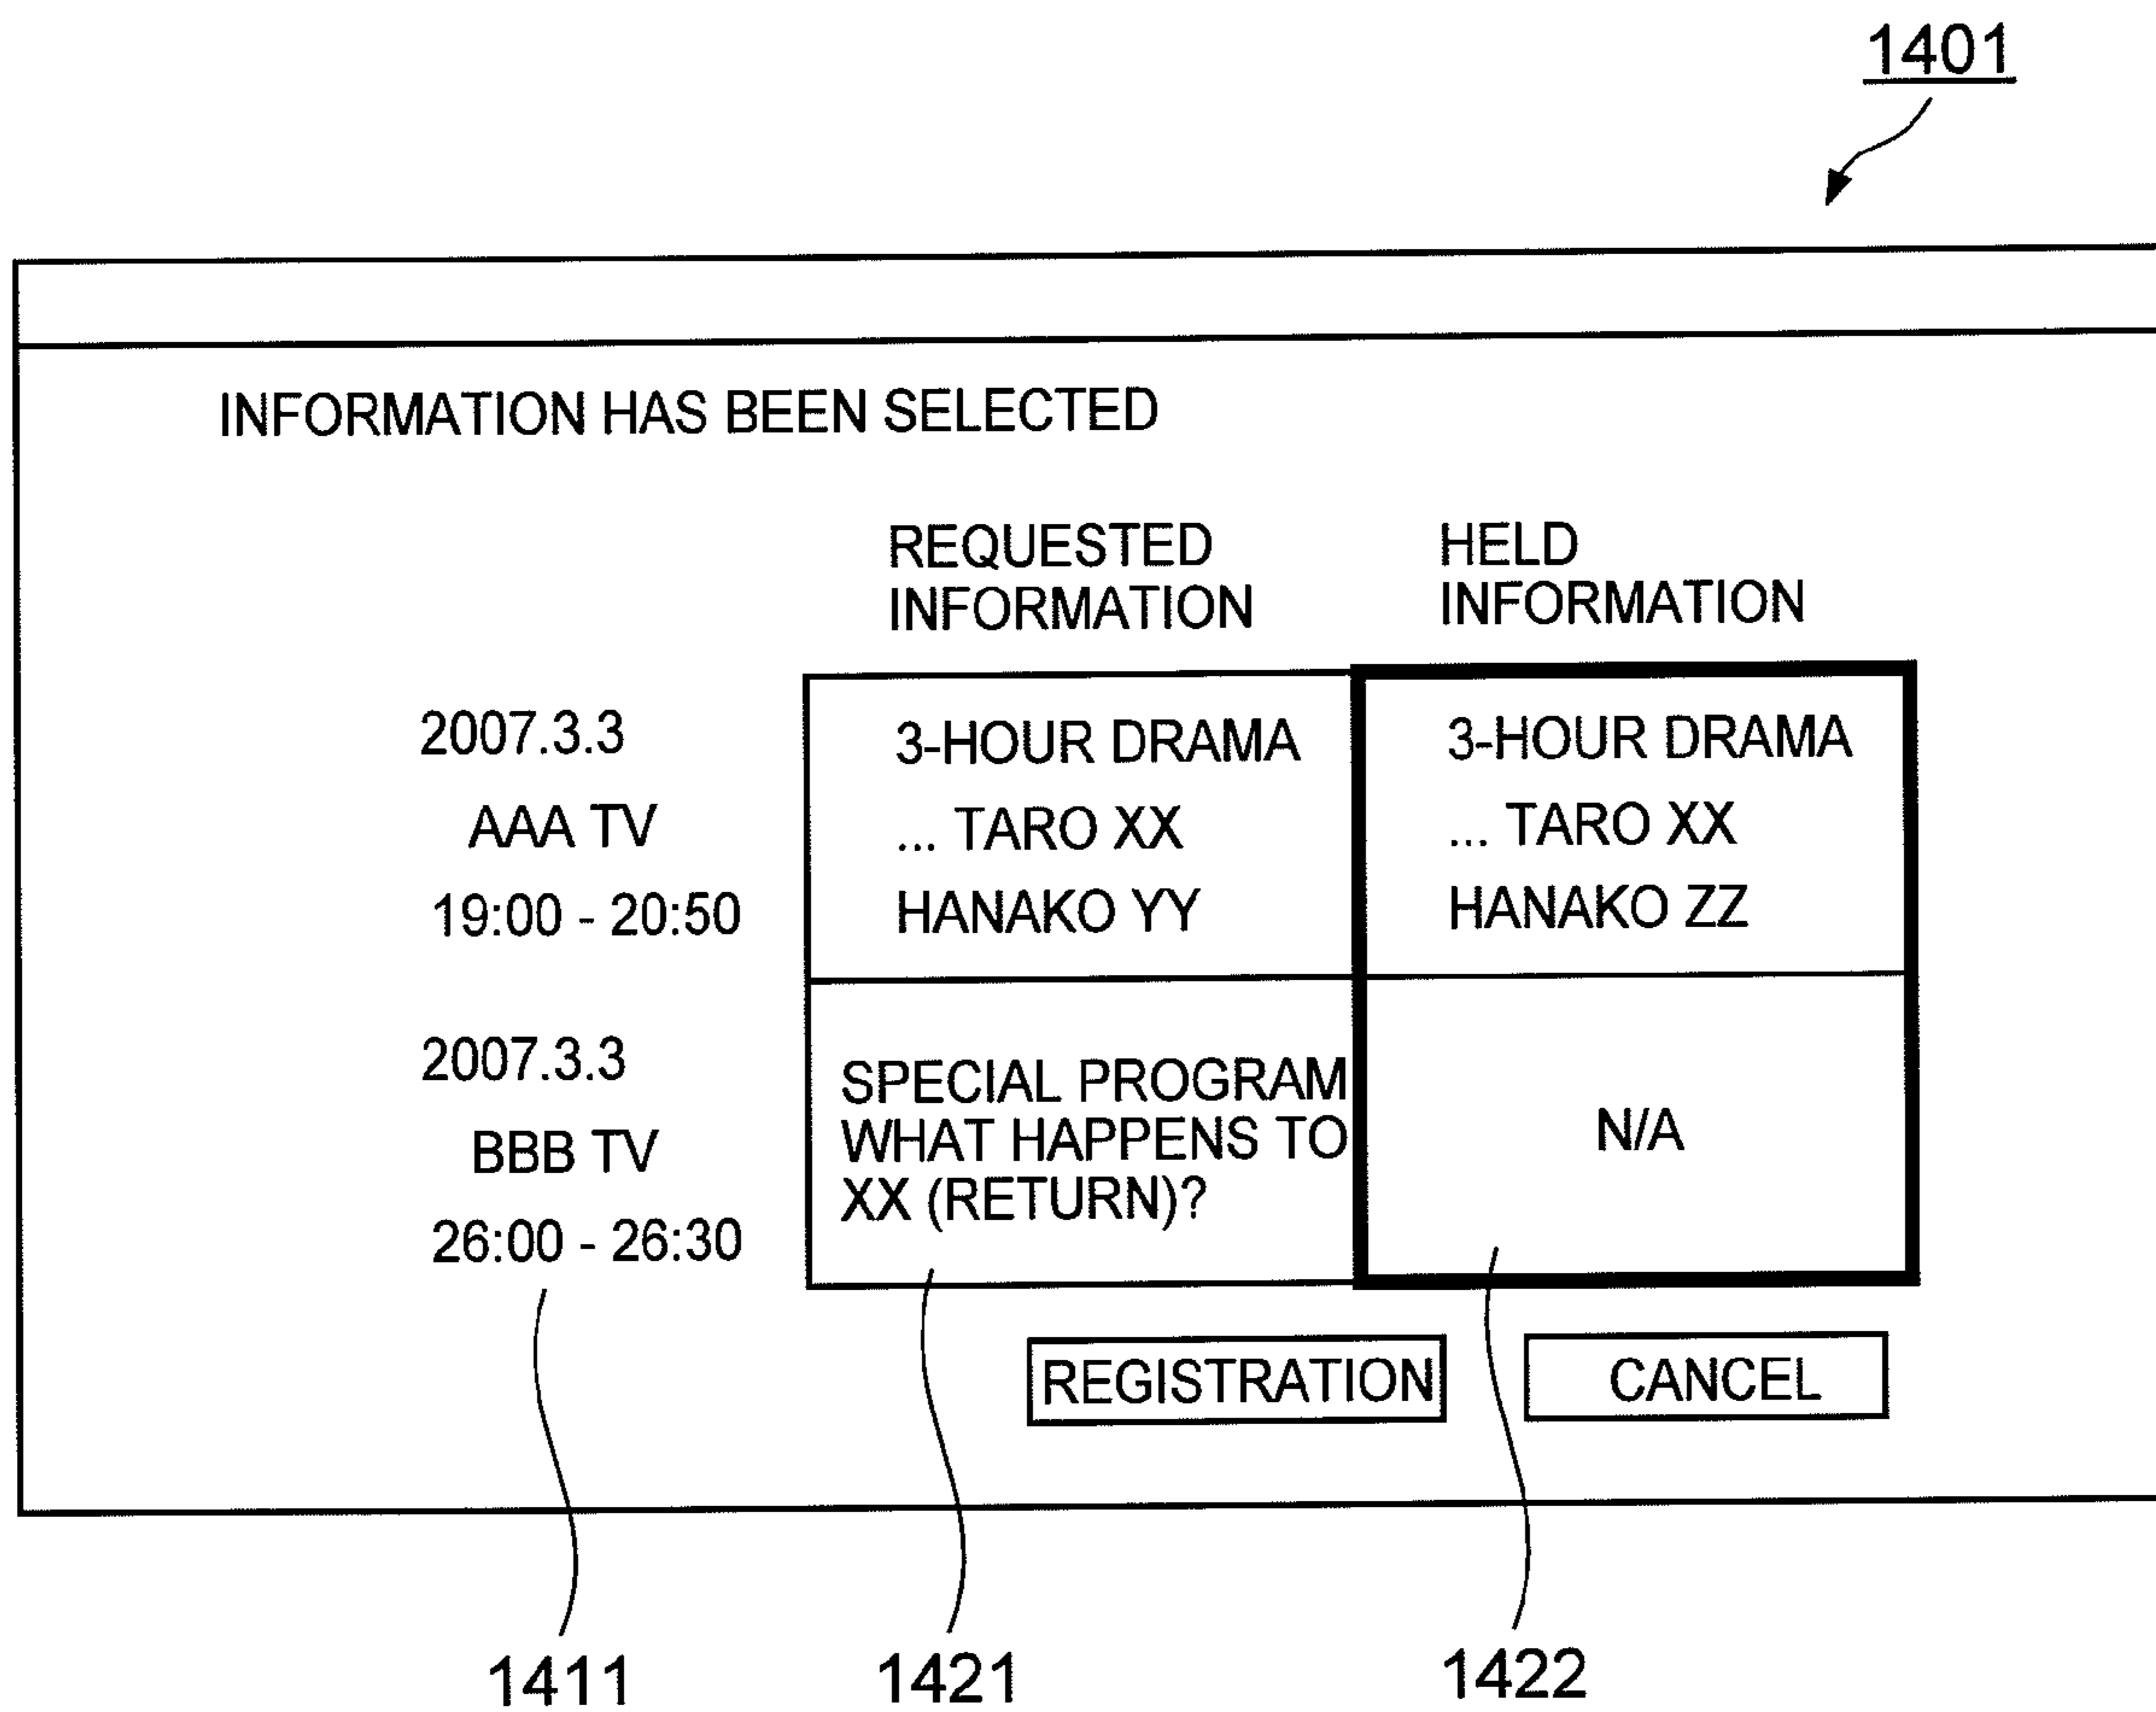 1401
INFORMATION HAS BEEN SELECTED
REQUESTED
INFORMATION
HELD
INFORMATION
2007.3.3
AAA TV
19:00 - 20:50
3-HOUR DRAMA
... TARO XX
HANAKO YY
3-HOUR DRAMA
... TARO XX
HANAKO ZZ
2007.3.3
BBB TV
26:00 - 26:30
SPECIAL PROGRAM
WHAT HAPPENS TO
XX (RETURN)?
N/A
REGISTRATION
CANCEL
1411
1421
1422